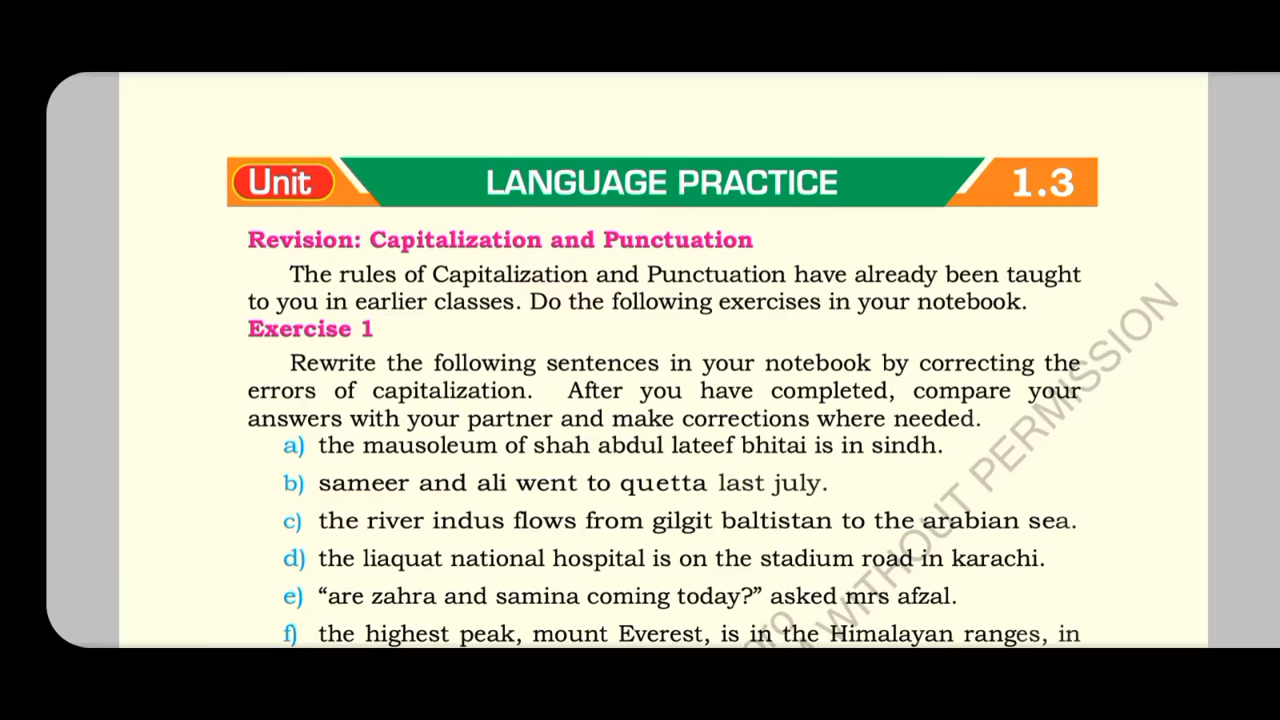 Unit LANGUAGE PRACTICE 1.3
Revision: Capitalization and Punctuation
The rules of Capitalization and Punctuation have already been taught
to you in earlier classes. Do the following exercises in your notebook.
Exercise 1
Rewrite the following sentences in your notebook by correcting the
errors of capitalization. After you have completed, compare your
answers with your partner and make corrections where needed.
a) the mausoleum of shah abdul lateef bhitai is in sindh.
b) sameer and ali went to quetta last july.
c) the river indus flows from gilgit baltistan to the arabian sea.
d) the liaquat national hospital is on the stadium road in karachi.
e) “are zahra and samina coming today?” asked mrs afzal.
f) the highest peak, mount Everest, is in the Himalayan ranges, in
WITHOUT PERMISSION